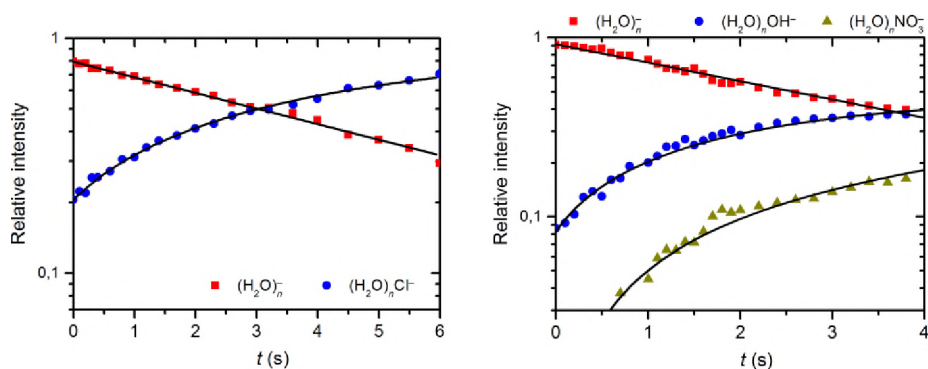 Relative intensity
1
0,1
0 1 2 3 4 5 6
t (s)
(H₂O)ₙ⁻
(H₂O)ₙCl⁻
(H₂O)ₙ⁻
(H₂O)ₙOH⁻
(H₂O)ₙNO₃⁻
Relative intensity
1
0,1
0 1 2 3 4
t (s)